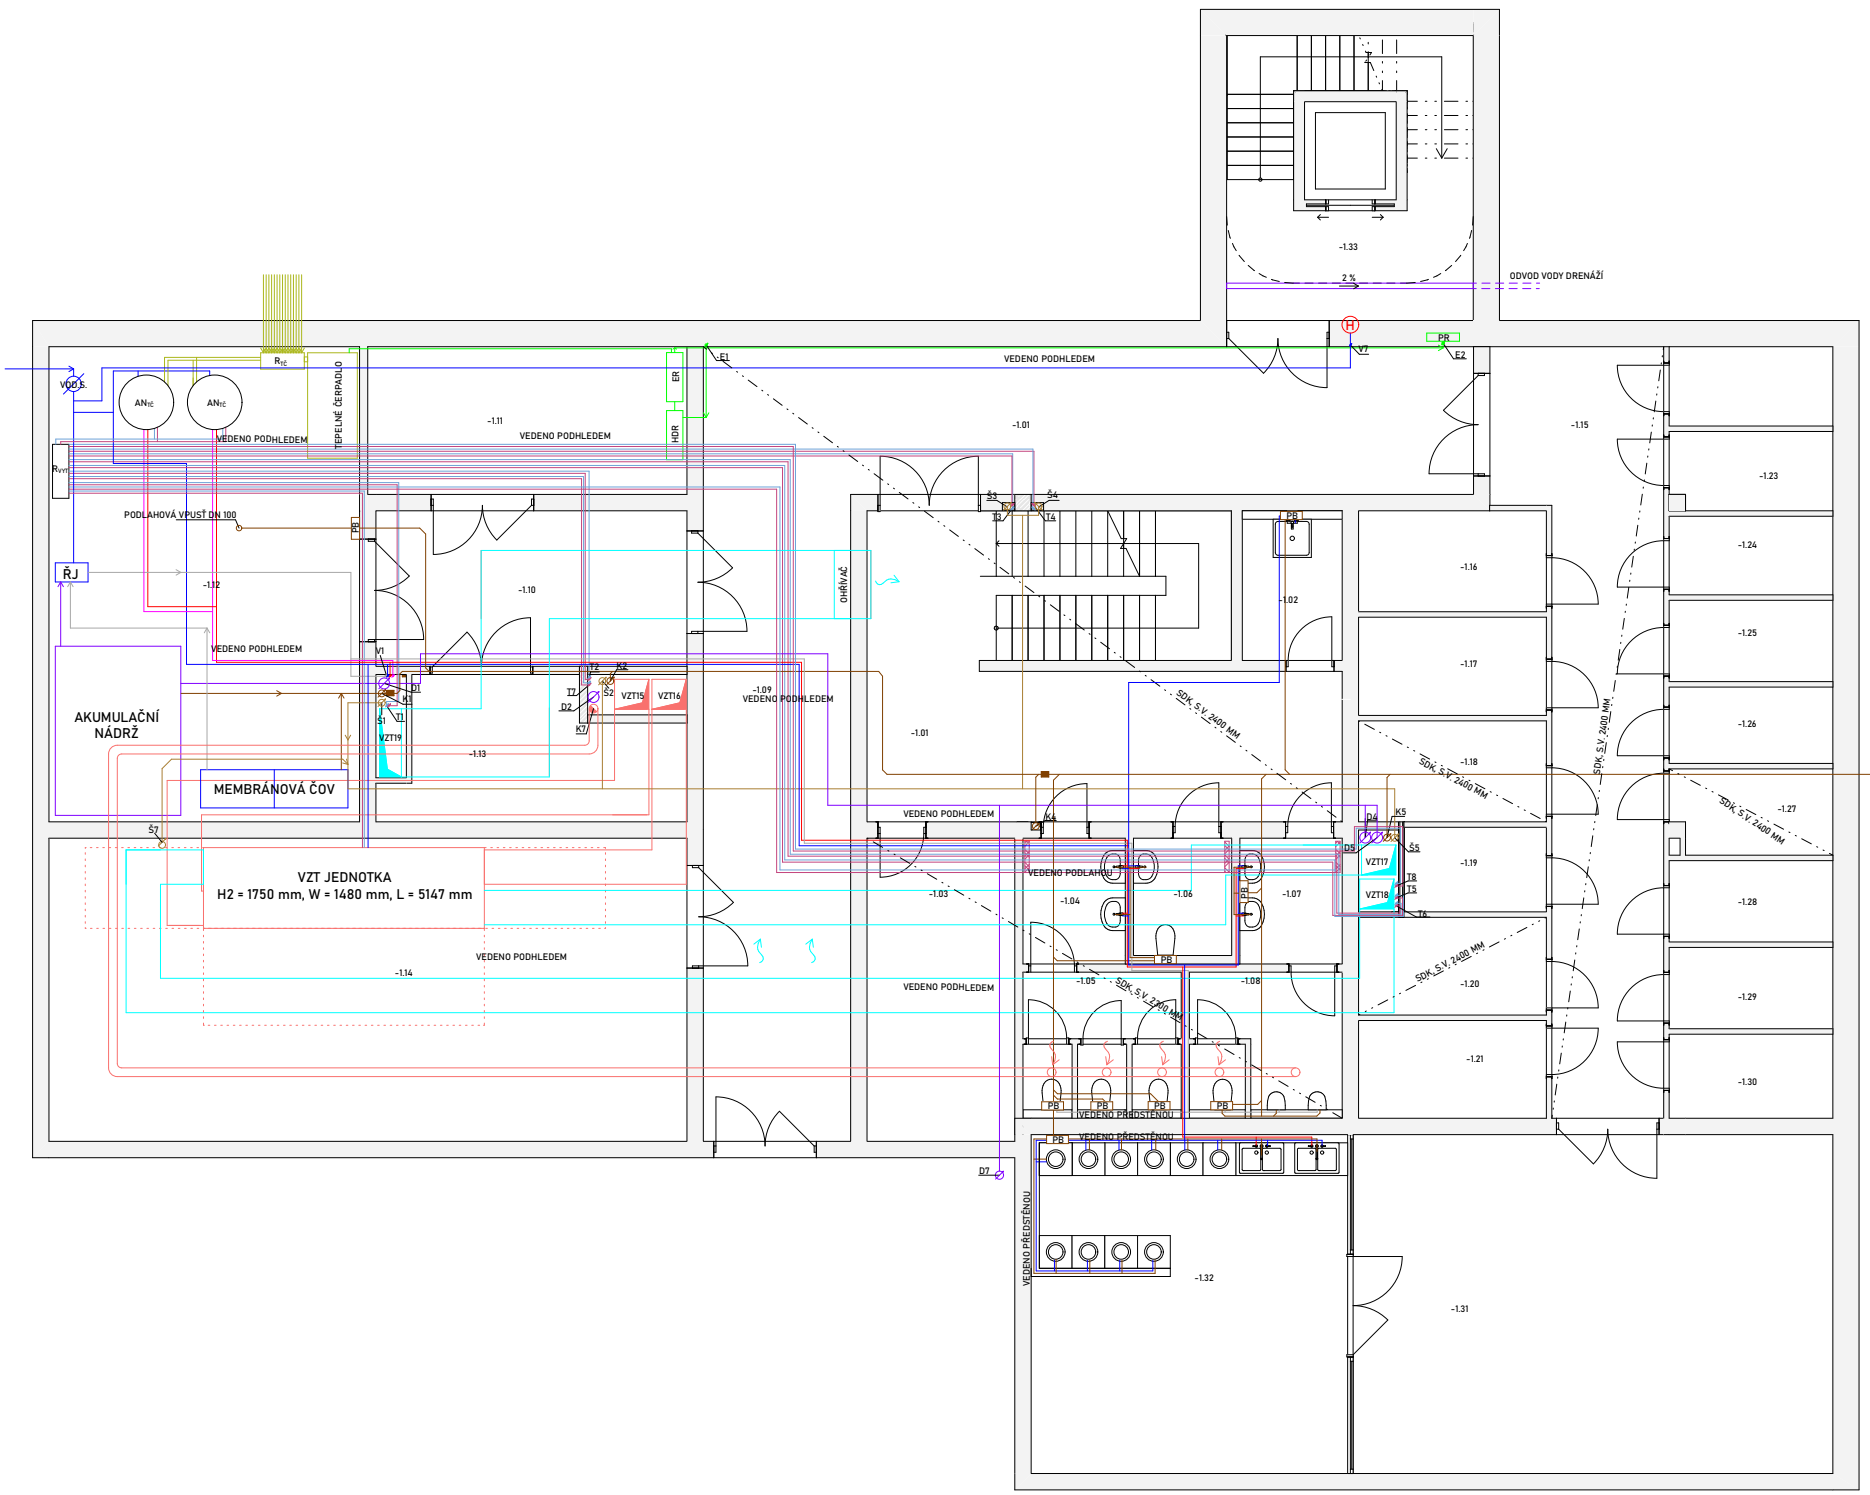 -1.33
ODVOD VODY DRENÁŽÍ
2 %
H
PR
E1
VEDENO PODHLEDEM
V7
E2
RTČ
TEPELNÉ ČERPADLO
ER
VOD.S.
ANTČ
ANTČ
-1.11
HDR
-1.01
-1.15
VEDENO PODHLEDEM
VEDENO PODHLEDEM
RVYT
-1.23
Š3
Š4
PODLAHOVÁ VPUSŤ DN 100
PB
T3
T4
PB
-1.24
ŘJ
-1.12
-1.10
OHŘÍVAČ
-1.16
-1.02
-1.25
VEDENO PODHLEDEM
V1
T2
K2
-1.17
D1
T7
Š2
VZT15
VZT16
-1.09
VEDENO PODHLEDEM
SDK, S.V. 2400 MM
K1
D2
AKUMULAČNÍ
NÁDRŽ
Š1
T1
K7
-1.01
-1.26
SDK, S.V. 2400 MM
VZT19
-1.13
-1.18
SDK, S.V. 2400 MM
MEMBRÁNOVÁ ČOV
SDK, S.V. 2400 MM
-1.27
VEDENO PODHLEDEM
K4
D4
K5
Š7
D5
Š5
VZT JEDNOTKA
H2 = 1750 mm, W = 1480 mm, L = 5147 mm
VEDENO PODLAHOU
VZT17
-1.19
T8
-1.03
-1.04
-1.06
PB
-1.07
VZT18
T5
T6
-1.28
VEDENO PODHLEDEM
PB
SDK, S.V. 2400 MM
-1.14
VEDENO PODHLEDEM
-1.05
SDK, S.V. 2300 MM
-1.08
-1.20
-1.29
-1.21
-1.30
PB
PB
PB
PB
VEDENO PŘEDSTĚNOU
VEDENO PŘEDSTĚNOU
PB
D7
VEDENO PŘEDSTĚNOU
-1.32
-1.31